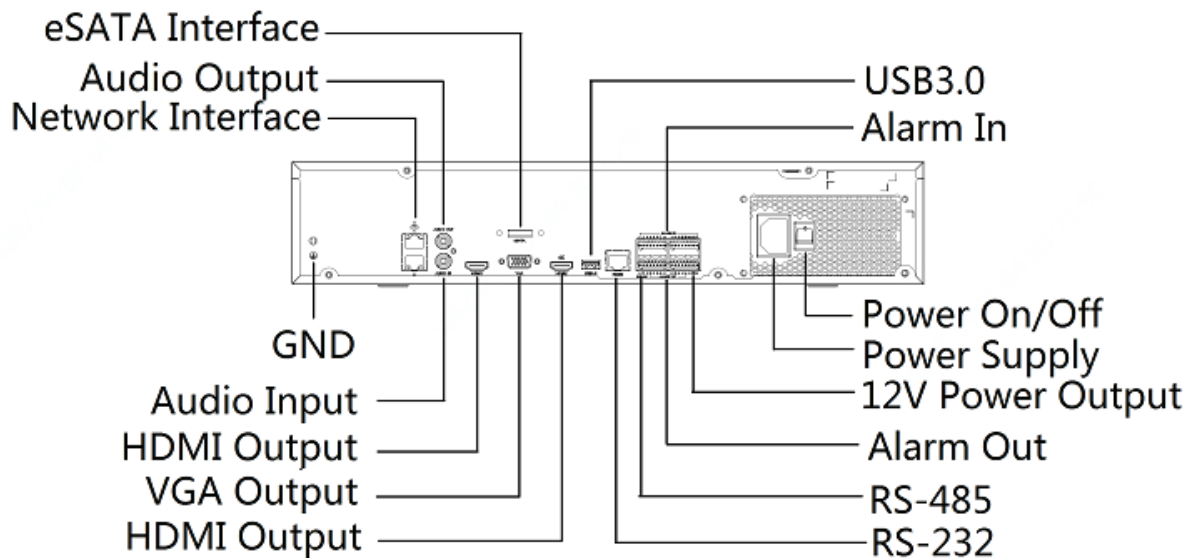 eSATA Interface
Audio Output
Network Interface
GND
Audio Input
HDMI Output
VGA Output
HDMI Output
USB3.0
Alarm In
Power On/Off
Power Supply
12V Power Output
Alarm Out
RS-485
RS-232